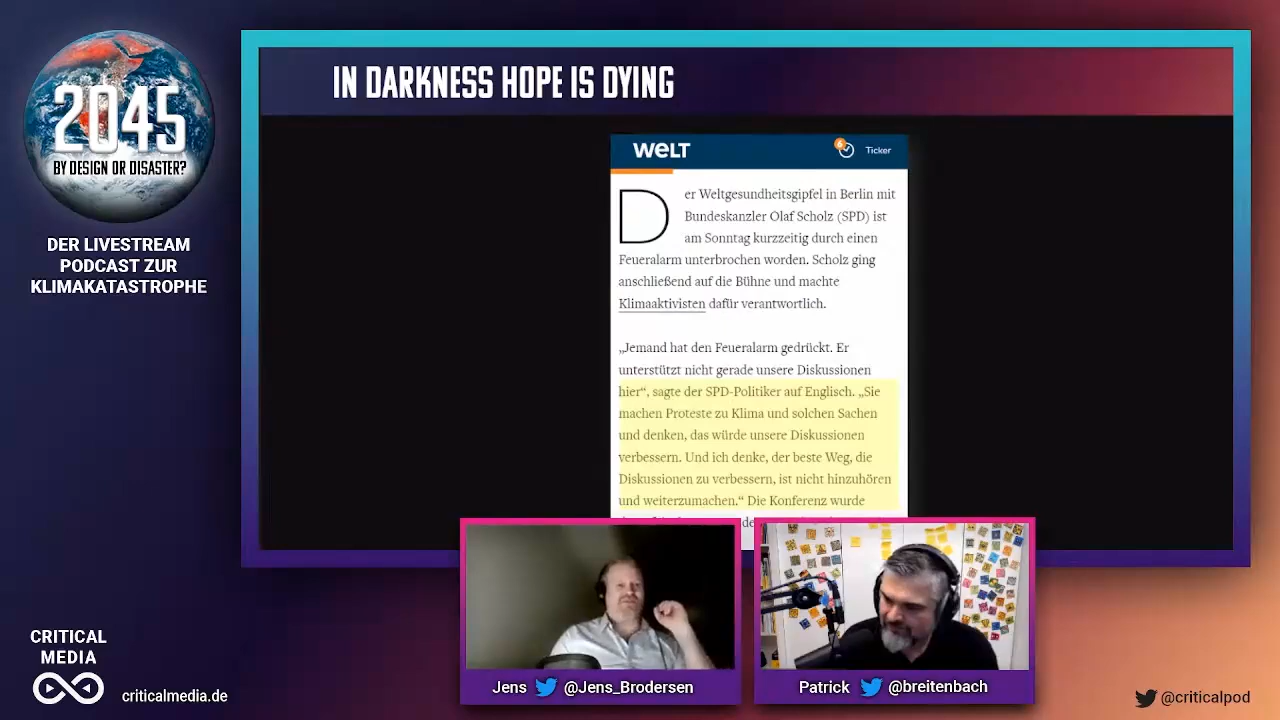 2045
BY DESIGN OR DISASTER?
DER LIVESTREAM
PODCAST ZUR
KLIMAKATASTROPHE
IN DARKNESS HOPE IS DYING
WELT
6
Ticker
Der Weltgesundheitsgipfel in Berlin mit
Bundeskanzler Olaf Scholz (SPD) ist
am Sonntag kurzzeitig durch einen
Feueralarm unterbrochen worden. Scholz ging
anschließend auf die Bühne und machte
Klimaaktivisten dafür verantwortlich.
„Jemand hat den Feueralarm gedrückt. Er
unterstützt nicht gerade unsere Diskussionen
hier“, sagte der SPD-Politiker auf Englisch. „Sie
machen Proteste zu Klima und solchen Sachen
und denken, das würde unsere Diskussionen
verbessern. Und ich denke, der beste Weg, die
Diskussionen zu verbessern, ist nicht hinzuhören
und weiterzumachen.“ Die Konferenz wurde
CRITICAL
MEDIA
criticalmedia.de
Jens @Jens_Brodersen
Patrick @breitenbach
@criticalpod